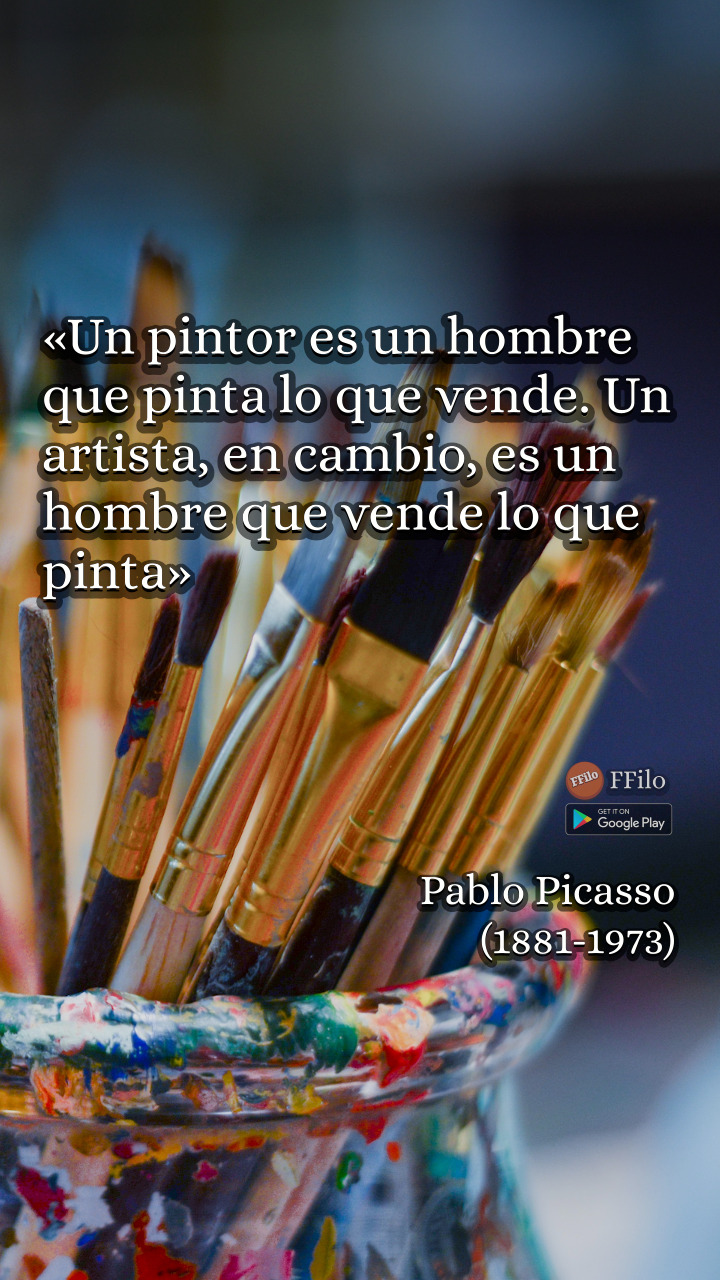 «Un pintor es un hombre
que pinta lo que vende. Un
artista, en cambio, es un
hombre que vende lo que
pinta»
FFilo FFilo
GET IT ON
Google Play
Pablo Picasso
(1881-1973)